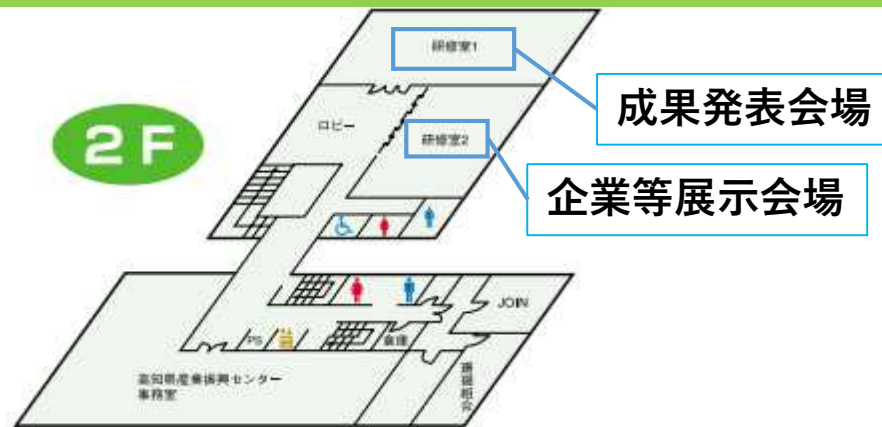 研修室1
成果発表会場
ロビー
2F
研修室2
企業等展示会場
JOIN
PS
倉庫
高知県産業振興センター
事務室